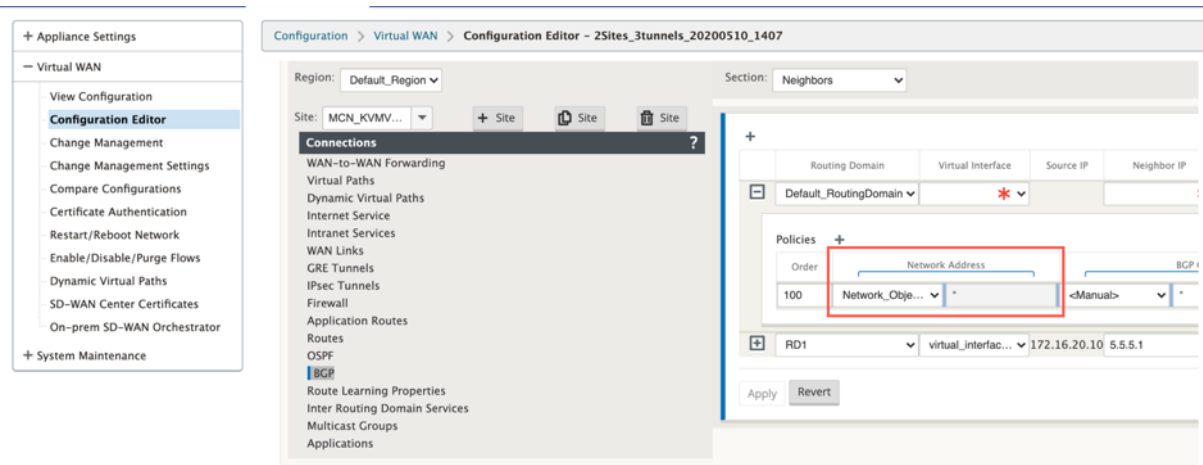 + Appliance Settings
− Virtual WAN
View Configuration
Configuration Editor
Change Management
Change Management Settings
Compare Configurations
Certificate Authentication
Restart/Reboot Network
Enable/Disable/Purge Flows
Dynamic Virtual Paths
SD-WAN Center Certificates
On-prem SD-WAN Orchestrator
+ System Maintenance
Configuration > Virtual WAN > Configuration Editor – 2Sites_3tunnels_20200510_1407
Region: Default_Region
Site: MCN_KVMV... + Site Site Site
Connections ?
WAN-to-WAN Forwarding
Virtual Paths
Dynamic Virtual Paths
Internet Service
Intranet Services
WAN Links
GRE Tunnels
IPsec Tunnels
Firewall
Application Routes
Routes
OSPF
BGP
Route Learning Properties
Inter Routing Domain Services
Multicast Groups
Applications
Section: Neighbors
+
Routing Domain Virtual Interface Source IP Neighbor IP
Default_RoutingDomain *
Policies +
Order Network Address BGP
100 Network_Obje... * <Manual> *
RD1 virtual_interfac... 172.16.20.10 5.5.5.1
Apply Revert